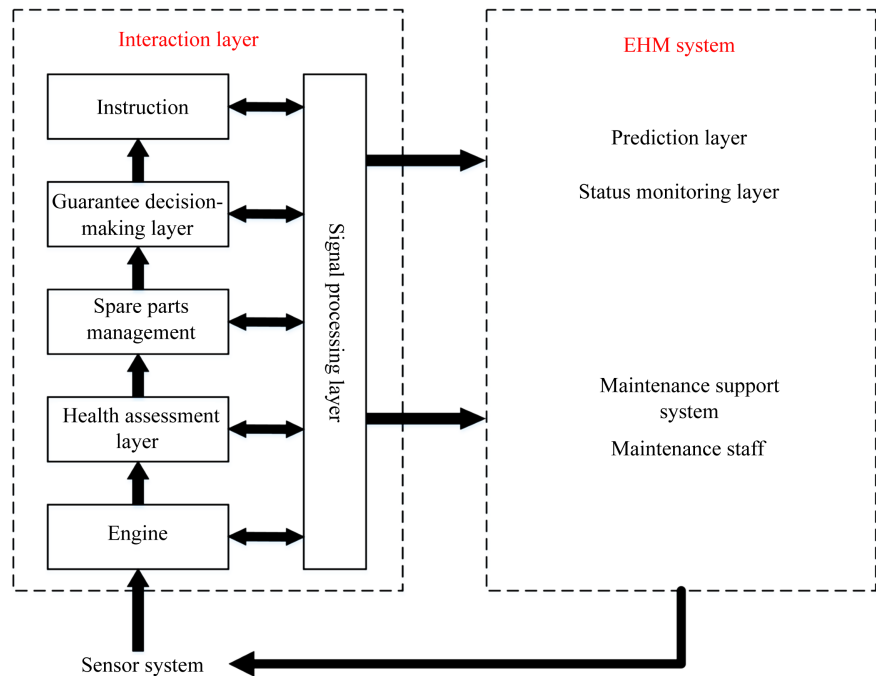 Interaction layer
Instruction
Guarantee decision-
making layer
Spare parts
management
Health assessment
layer
Engine
Signal processing layer
Sensor system
EHM system
Prediction layer
Status monitoring layer
Maintenance support
system
Maintenance staff